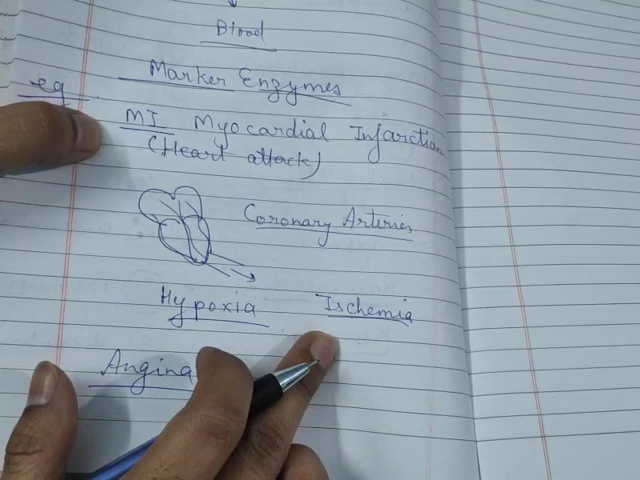 Blood
Marker Enzymes
eg
MI Myocardial Infarction
(Heart attack)
Coronary Arteries
Hypoxia Ischemia
Angina